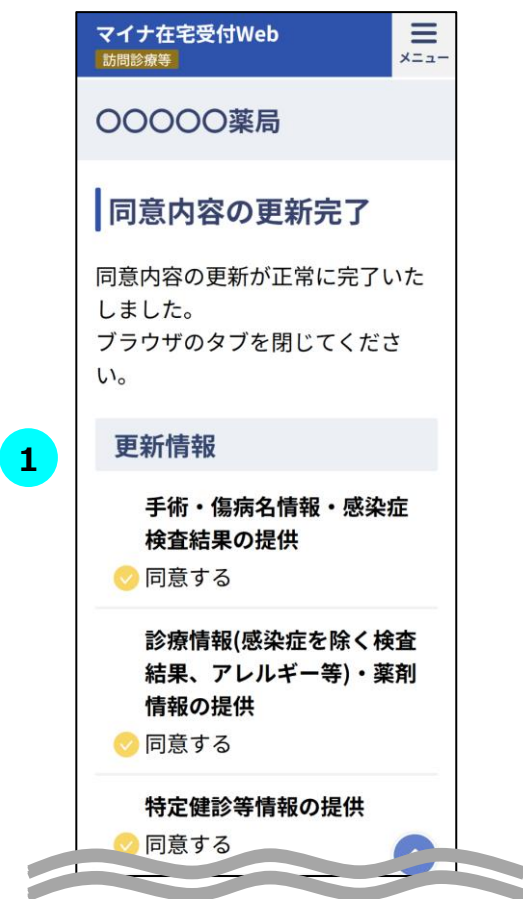 マイナ在宅受付Web
訪問診療等
メニュー
〇〇〇〇〇薬局
同意内容の更新完了
同意内容の更新が正常に完了いた
しました。
ブラウザのタブを閉じてくださ
い。
1
更新情報
手術・傷病名情報・感染症
検査結果の提供
同意する
診療情報(感染症を除く検査
結果、アレルギー等)・薬剤
情報の提供
同意する
特定健診等情報の提供
同意する